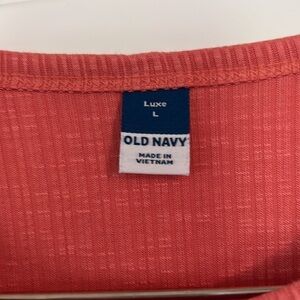 Luxe
L
OLD NAVY
MADE IN
VIETNAM